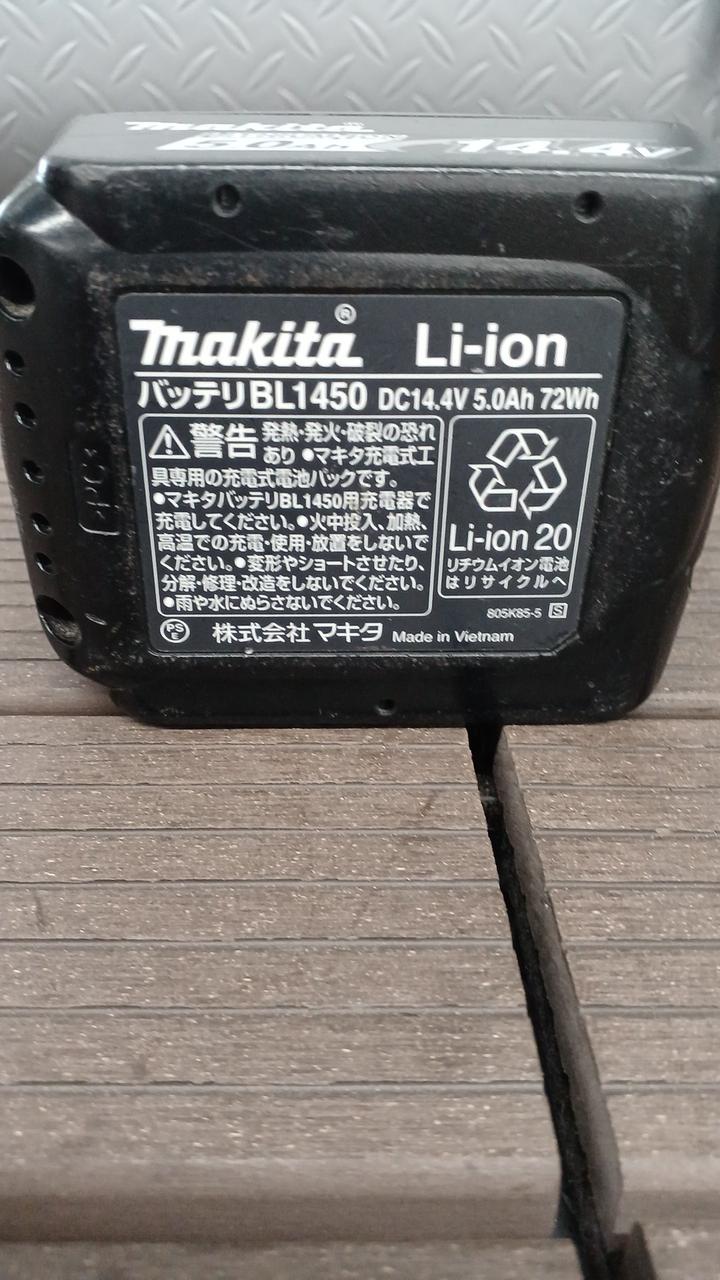 makita
5.0Ah 14.4V
makita® Li-ion
バッテリBL1450 DC14.4V 5.0Ah 72Wh
警告 発熱・発火・破裂の恐れ
あり ●マキタ充電式工
具専用の充電式電池パックです。
●マキタバッテリBL1450用充電器で
充電してください。●火中投入、加熱、
高温での充電・使用・放置をしないで
ください。●変形やショートさせたり、
分解・修理・改造をしないでください。
●雨や水にぬらさないでください。
Li-ion 20
リチウムイオン電池
はリサイクルへ
805K85-5 S
PSE 株式会社マキタ Made in Vietnam